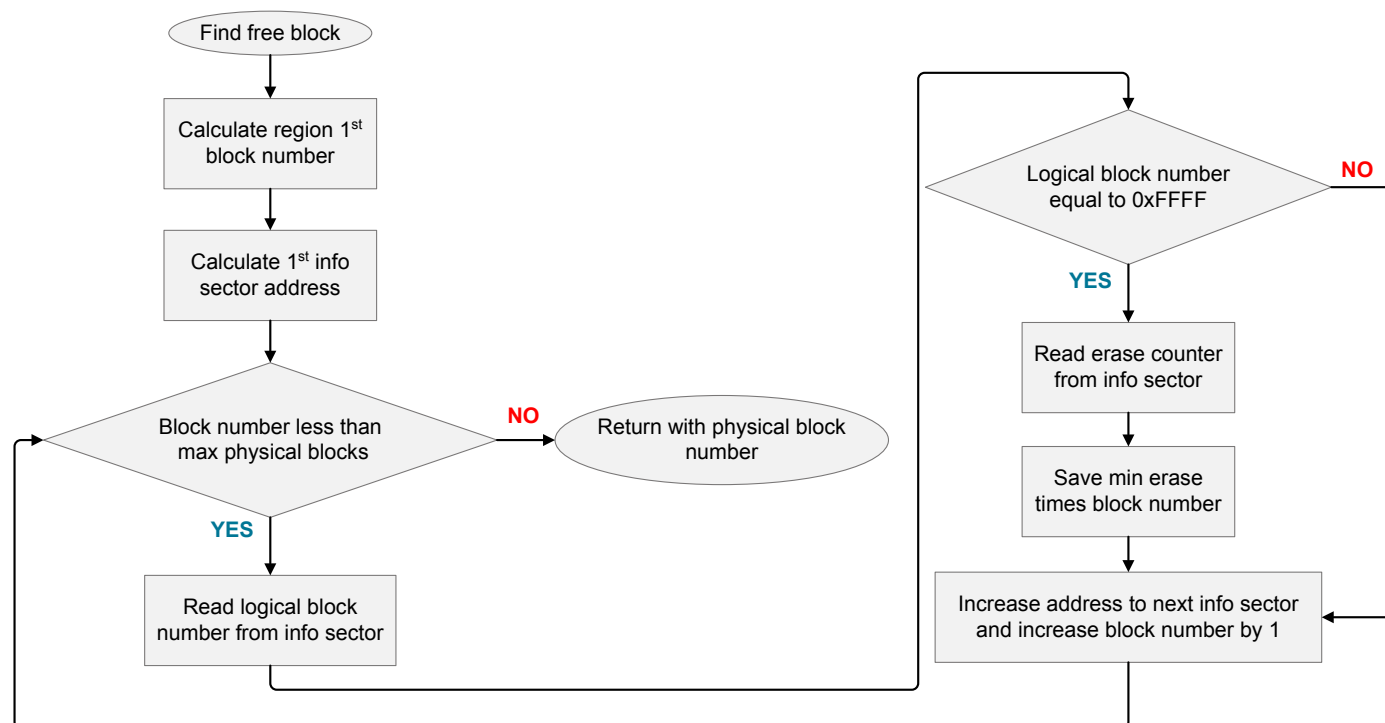 Find free block
Calculate region 1st
block number
Calculate 1st info
sector address
Block number less than
max physical blocks
NO
Return with physical block
number
YES
Read logical block
number from info sector
Logical block number
equal to 0xFFFF
NO
YES
Read erase counter
from info sector
Save min erase
times block number
Increase address to next info sector
and increase block number by 1